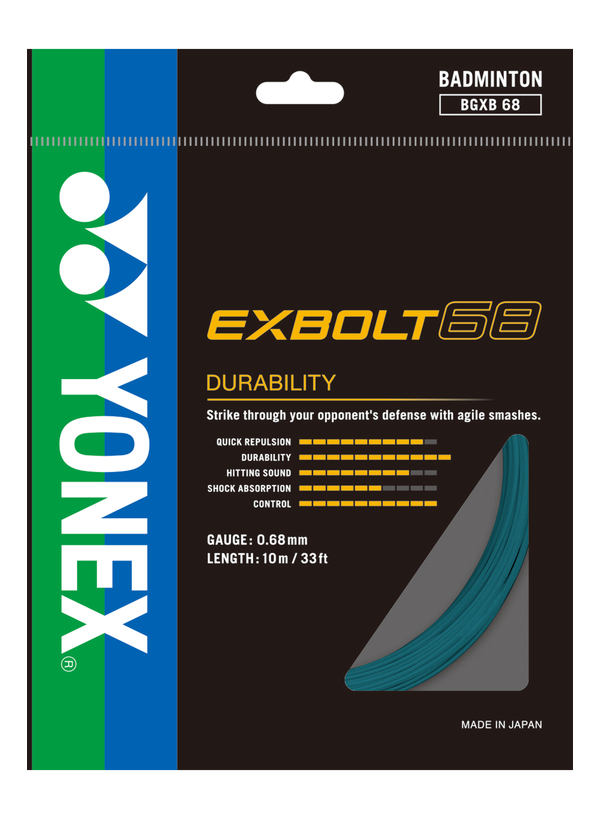 BADMINTON
BGXB 68
YONEX®
EXBOLT68
DURABILITY
Strike through your opponent's defense with agile smashes.
QUICK REPULSION
DURABILITY
HITTING SOUND
SHOCK ABSORPTION
CONTROL
GAUGE: 0.68mm
LENGTH: 10m / 33ft
MADE IN JAPAN